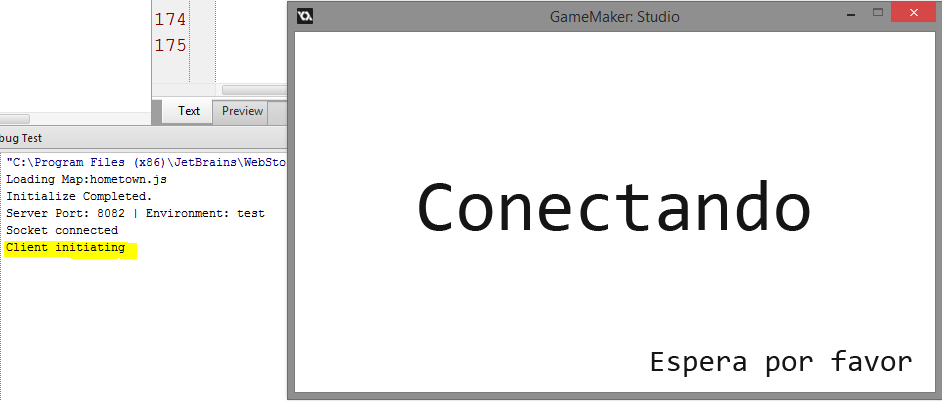 174
175
Text Preview
bug Test
"C:\Program Files (x86)\JetBrains\WebSto
Loading Map:hometown.js
Initialize Completed.
Server Port: 8082 | Environment: test
Socket connected
Client initiating
GameMaker: Studio
Conectando
Espera por favor